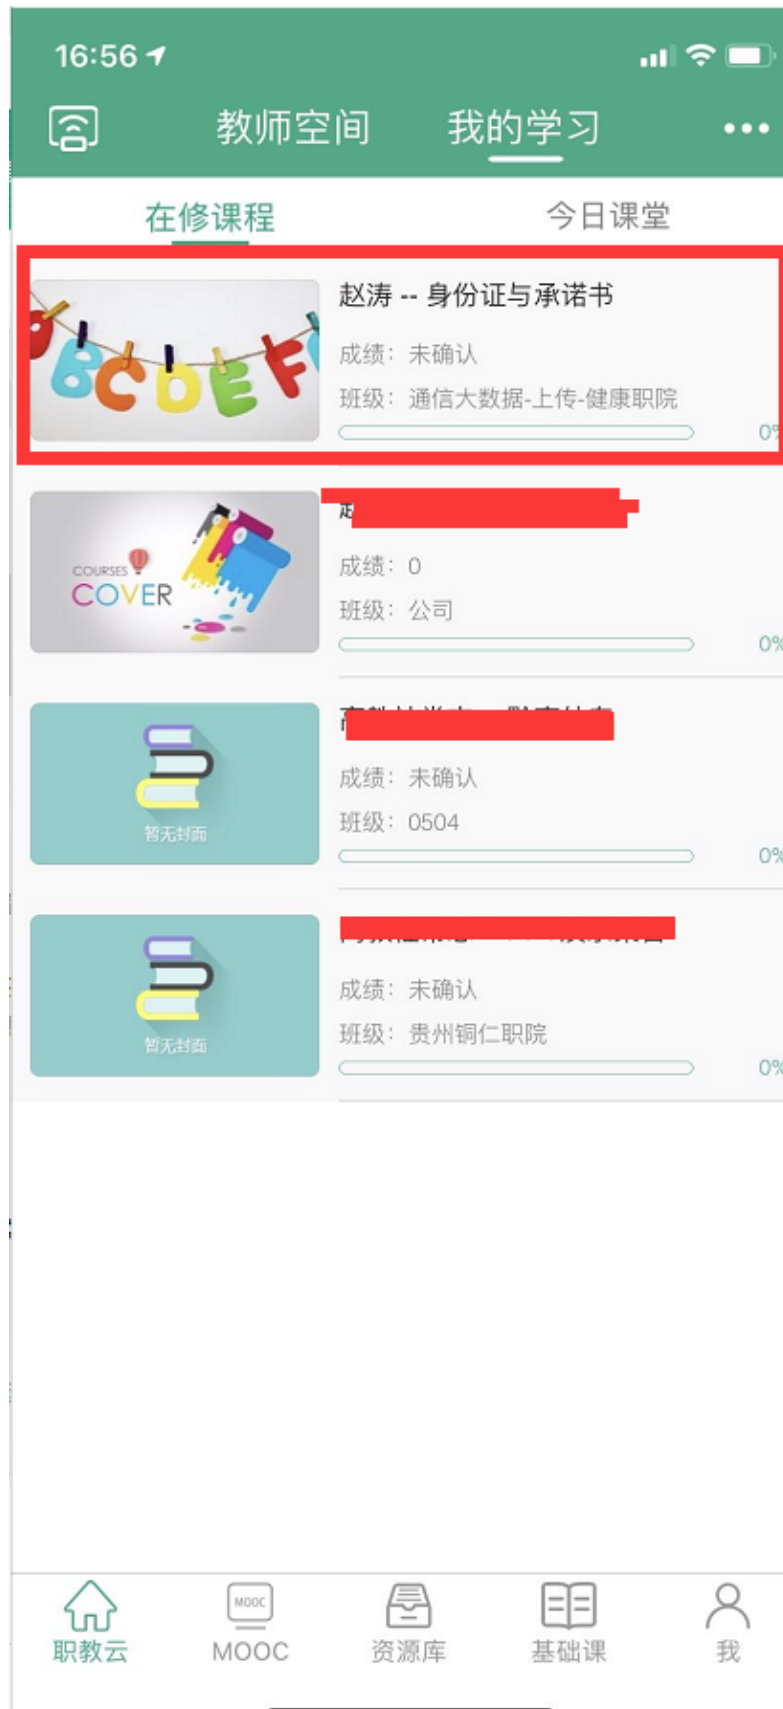 16:56
教师空间 我的学习
在修课程 今日课堂
ABCDEF
赵涛 -- 身份证与承诺书
成绩：未确认
班级：通信大数据-上传-健康职院
0%
COURSES
COVER
成绩：0
班级：公司
0%
暂无封面
成绩：未确认
班级：0504
0%
暂无封面
成绩：未确认
班级：贵州铜仁职院
0%
MOOC
职教云 MOOC 资源库 基础课 我